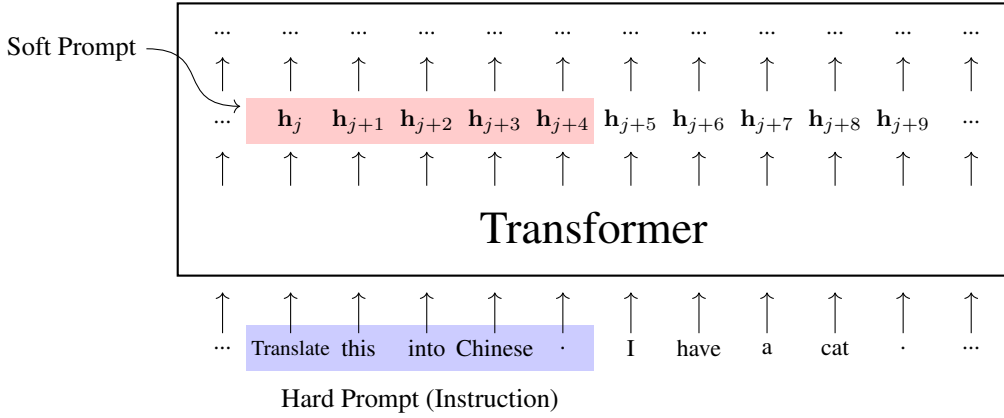 ... ... ... ... ... ... ... ... ... ... ... ...
Soft Prompt
... h_j h_{j+1} h_{j+2} h_{j+3} h_{j+4} h_{j+5} h_{j+6} h_{j+7} h_{j+8} h_{j+9} ...
Transformer
... Translate this into Chinese . I have a cat . ...
Hard Prompt (Instruction)